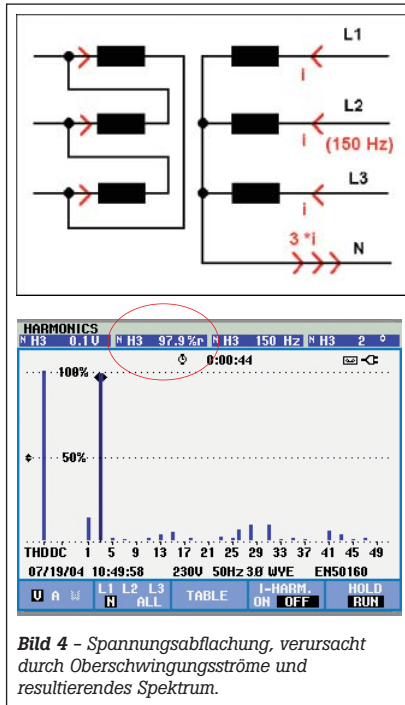 L1
i
L2
i (150 Hz)
L3
i
3 *i N
HARMONICS
N H3 0.1 U N H3 97.9%r N H3 150 Hz N H3 2 °
0:00:44
100%
50%
THDDC 1 5 9 13 17 21 25 29 33 37 41 45 49
07/19/04 10:49:58 230V 50Hz 3Ø WYE EN50160
U A W L1 L2 L3 N ALL TABLE I-HARM. ON OFF HOLD RUN
Bild 4 – Spannungsabflachung, verursacht
durch Oberschwingungsströme und
resultierendes Spektrum.